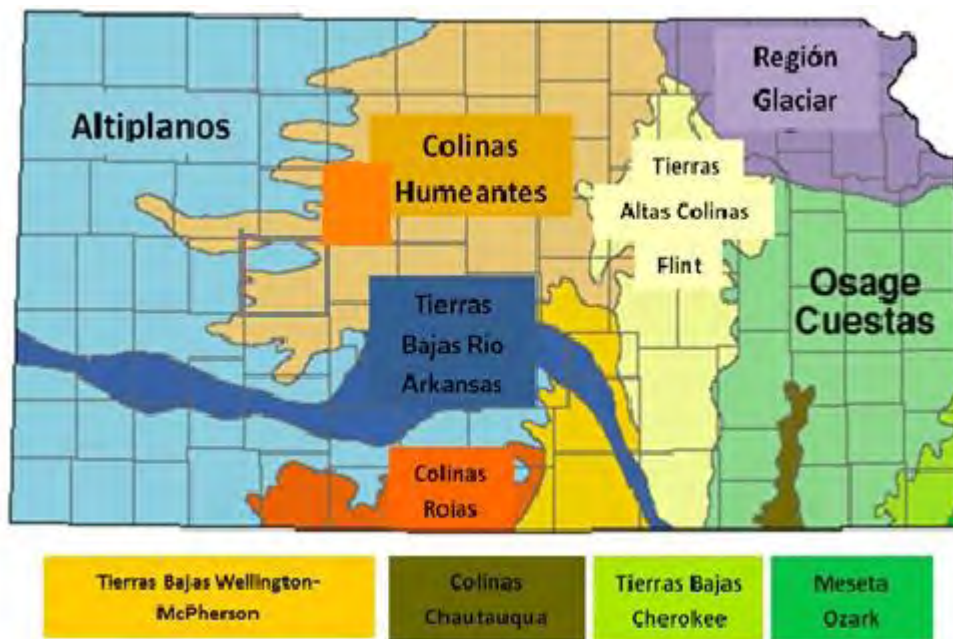 Región
Glaciar
Altiplanos
Colinas
Humeantes
Tierras
Altas Colinas
Flint
Osage
Cuestas
Tierras
Bajas Rio
Arkansas
Colinas
Roias
Tierras Bajas Wellington-
McPherson
Colinas
Chautauqua
Tierras Bajas
Cherokee
Meseta
Ozark